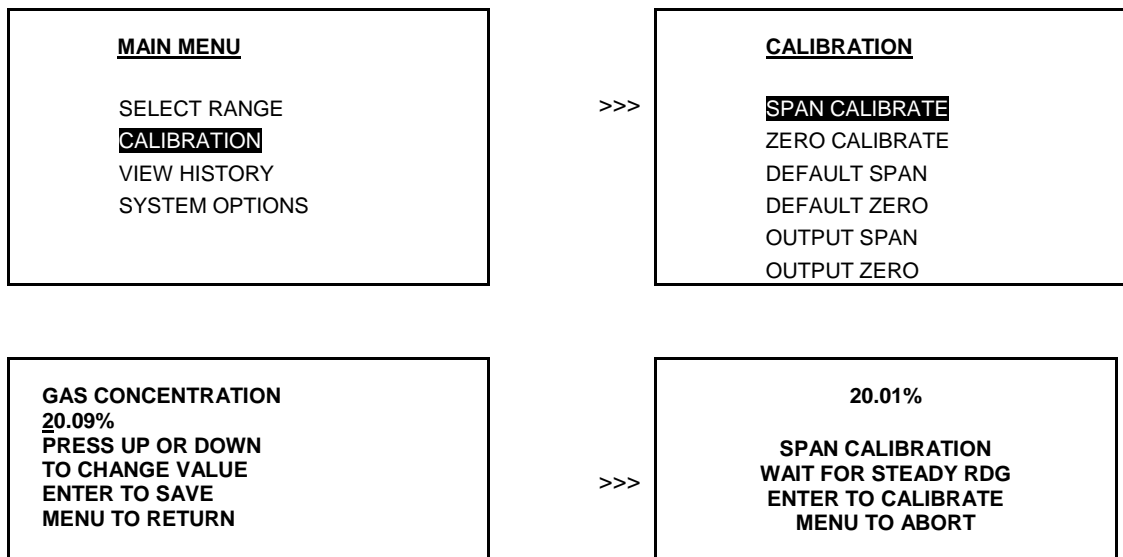 MAIN MENU
SELECT RANGE
CALIBRATION
VIEW HISTORY
SYSTEM OPTIONS
>>>
CALIBRATION
SPAN CALIBRATE
ZERO CALIBRATE
DEFAULT SPAN
DEFAULT ZERO
OUTPUT SPAN
OUTPUT ZERO
GAS CONCENTRATION
20.09%
PRESS UP OR DOWN
TO CHANGE VALUE
ENTER TO SAVE
MENU TO RETURN
>>>
20.01%
SPAN CALIBRATION
WAIT FOR STEADY RDG
ENTER TO CALIBRATE
MENU TO ABORT